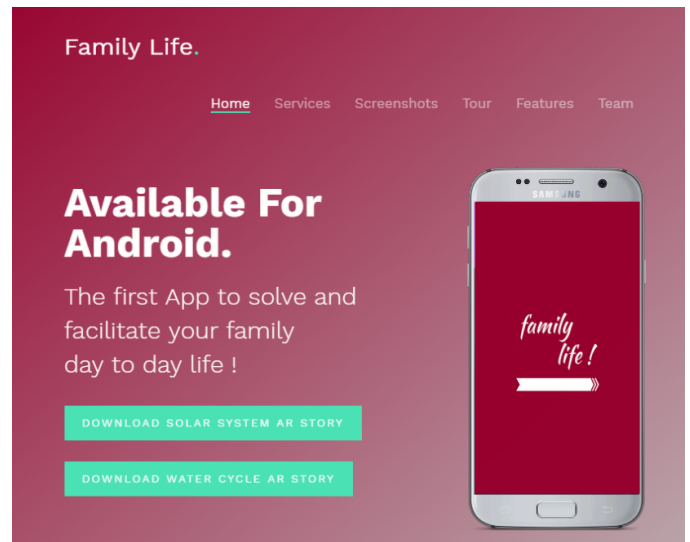 Family Life.
Home Services Screenshots Tour Features Team
Available For
Android.
The first App to solve and
facilitate your family
day to day life !
DOWNLOAD SOLAR SYSTEM AR STORY
DOWNLOAD WATER CYCLE AR STORY
SAMSUNG
family
life !